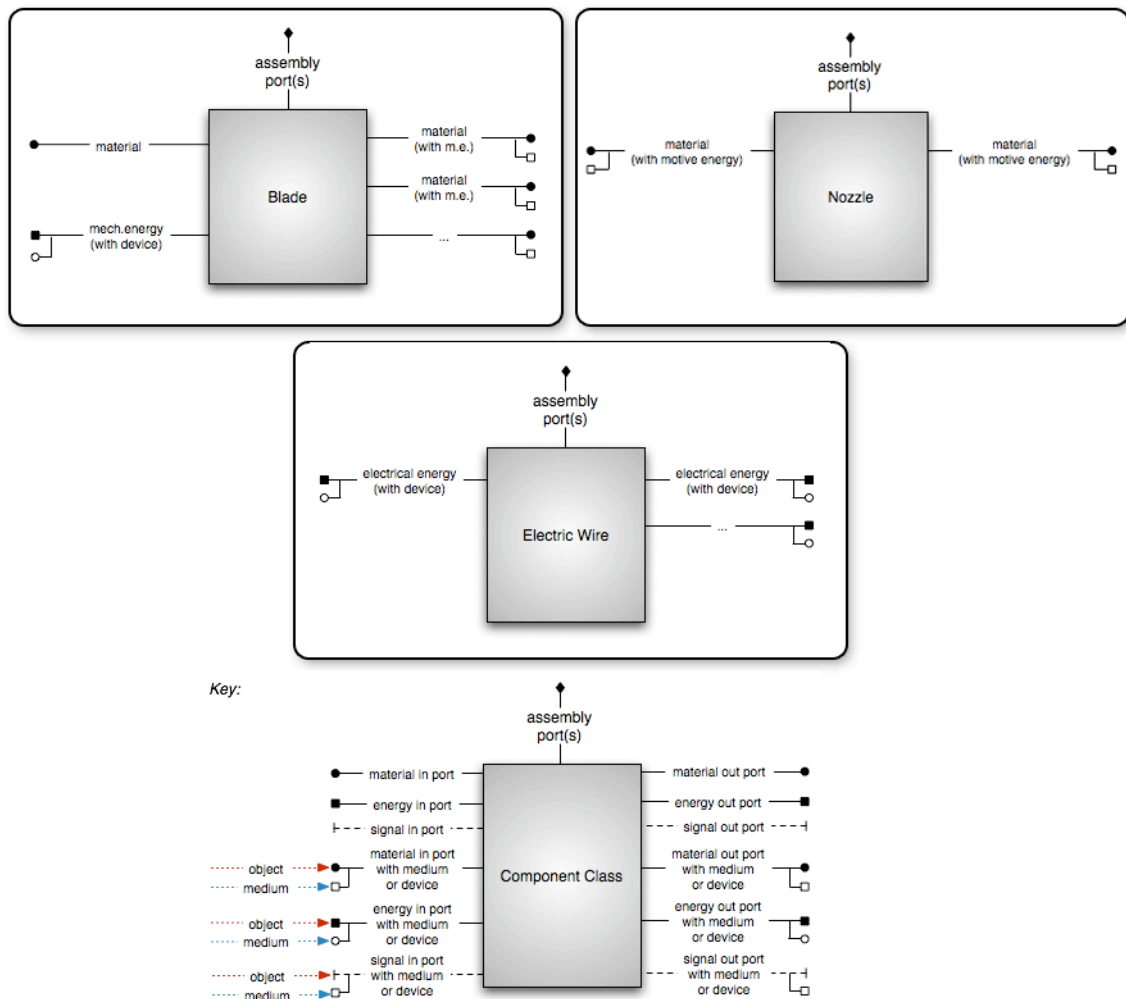 assembly
port(s)
material
mech.energy
(with device)
Blade
material
(with m.e.)
material
(with m.e.)
...
assembly
port(s)
material
(with motive energy)
Nozzle
material
(with motive energy)
assembly
port(s)
electrical energy
(with device)
Electric Wire
electrical energy
(with device)
...
Key:
assembly
port(s)
material in port
energy in port
signal in port
object
medium
material in port
with medium
or device
object
medium
energy in port
with medium
or device
object
medium
signal in port
with medium
or device
Component Class
material out port
energy out port
signal out port
material out port
with medium
or device
energy out port
with medium
or device
signal out port
with medium
or device